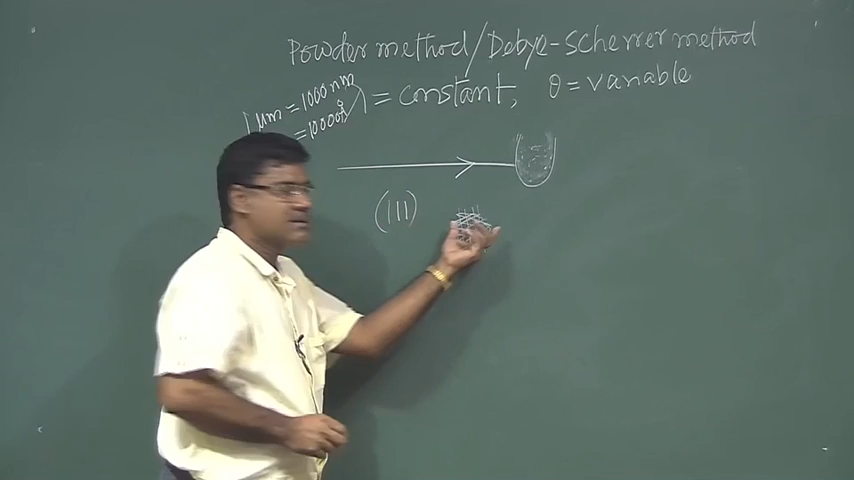 Powder method/Debye-Scherrer method
λ = constant, θ = variable
1 μm = 1000 nm
= 10000 Å
(111)